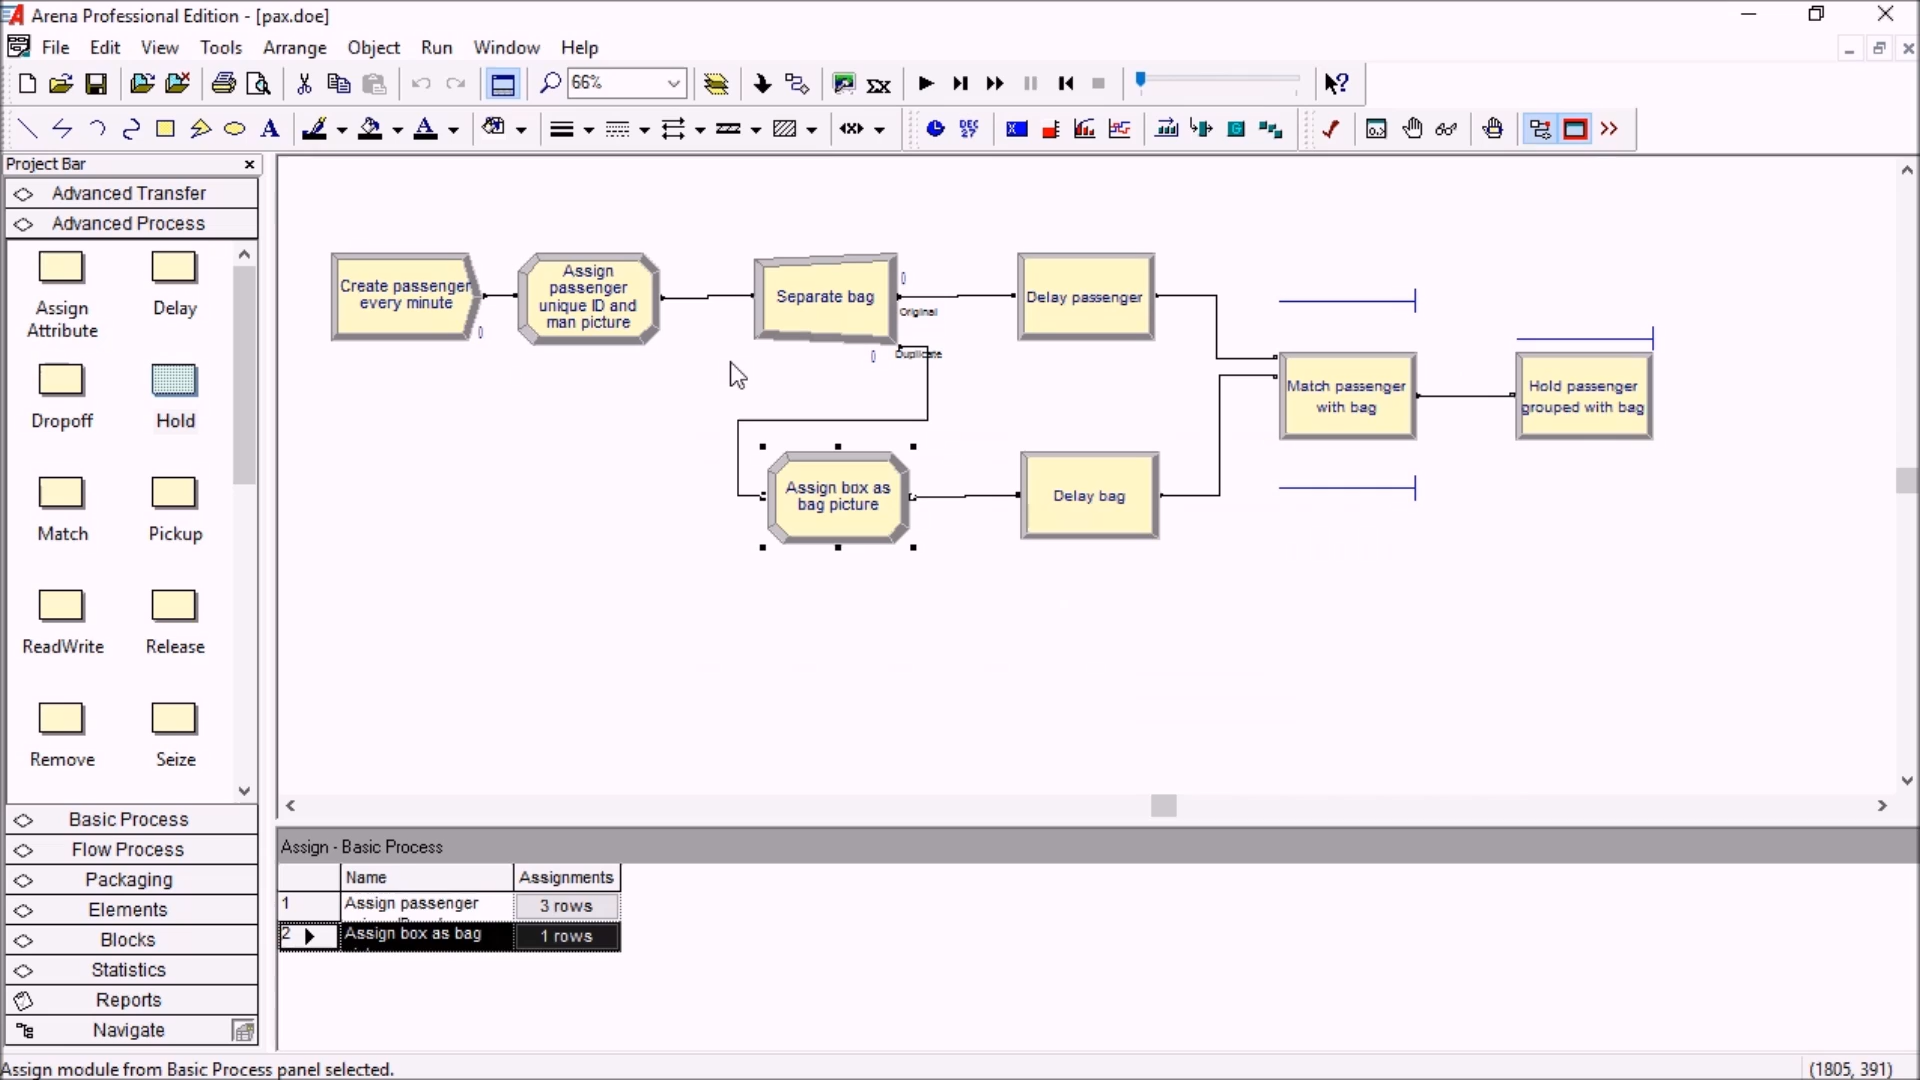 Arena Professional Edition - [pax.doe]
File Edit View Tools Arrange Object Run Window Help
66%
DEC 27
Project Bar
Advanced Transfer
Advanced Process
Assign Attribute
Delay
Dropoff
Hold
Match
Pickup
ReadWrite
Release
Remove
Seize
Basic Process
Flow Process
Packaging
Elements
Blocks
Statistics
Reports
Navigate
Create passenger
every minute
0
Assign
passenger
unique ID and
man picture
Separate bag
0
Original
0
Duplicate
Delay passenger
Match passenger
with bag
Hold passenger
grouped with bag
Assign box as
bag picture
Delay bag
Assign - Basic Process
Name Assignments
1 Assign passenger 3 rows
2 Assign box as bag 1 rows
Assign module from Basic Process panel selected.
(1805, 391)